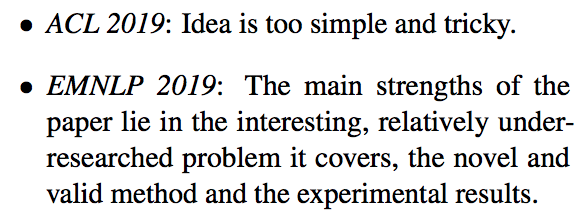 • ACL 2019: Idea is too simple and tricky.
• EMNLP 2019: The main strengths of the
paper lie in the interesting, relatively under-
researched problem it covers, the novel and
valid method and the experimental results.